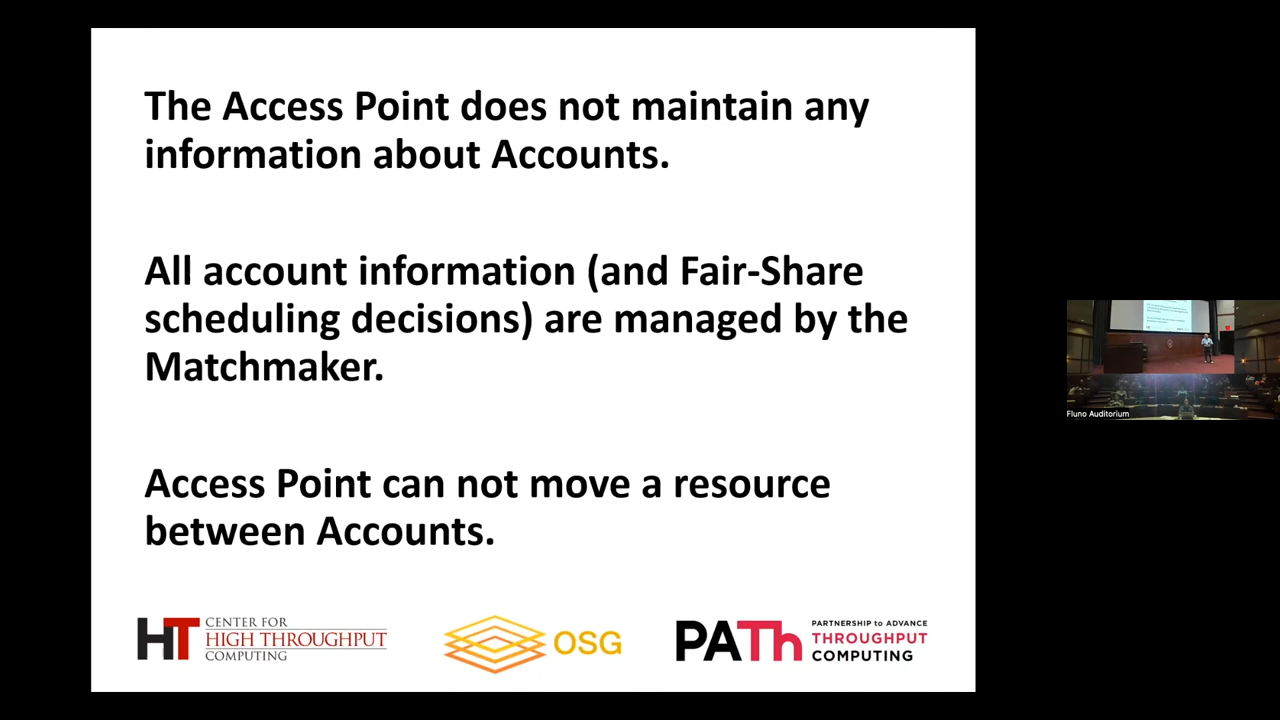 The Access Point does not maintain any
information about Accounts.
All account information (and Fair-Share
scheduling decisions) are managed by the
Matchmaker.
Access Point can not move a resource
between Accounts.
HT
CENTER FOR
HIGH THROUGHPUT
COMPUTING
OSG
PATh
PARTNERSHIP to ADVANCE
THROUGHPUT
COMPUTING
Fluno Auditorium